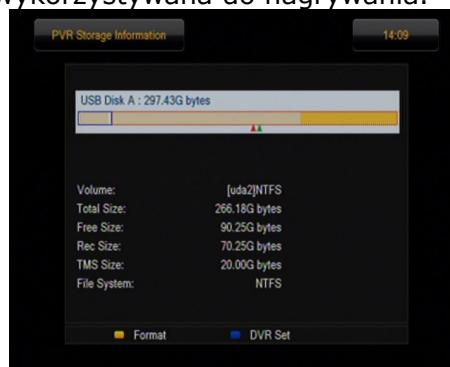 wykorzystywana do nagrywania.
PVR Storage Information 14:09
USB Disk A : 297.43G bytes
Volume: [uda2]NTFS
Total Size: 266.18G bytes
Free Size: 90.25G bytes
Rec Size: 70.25G bytes
TMS Size: 20.00G bytes
File System: NTFS
Format DVR Set